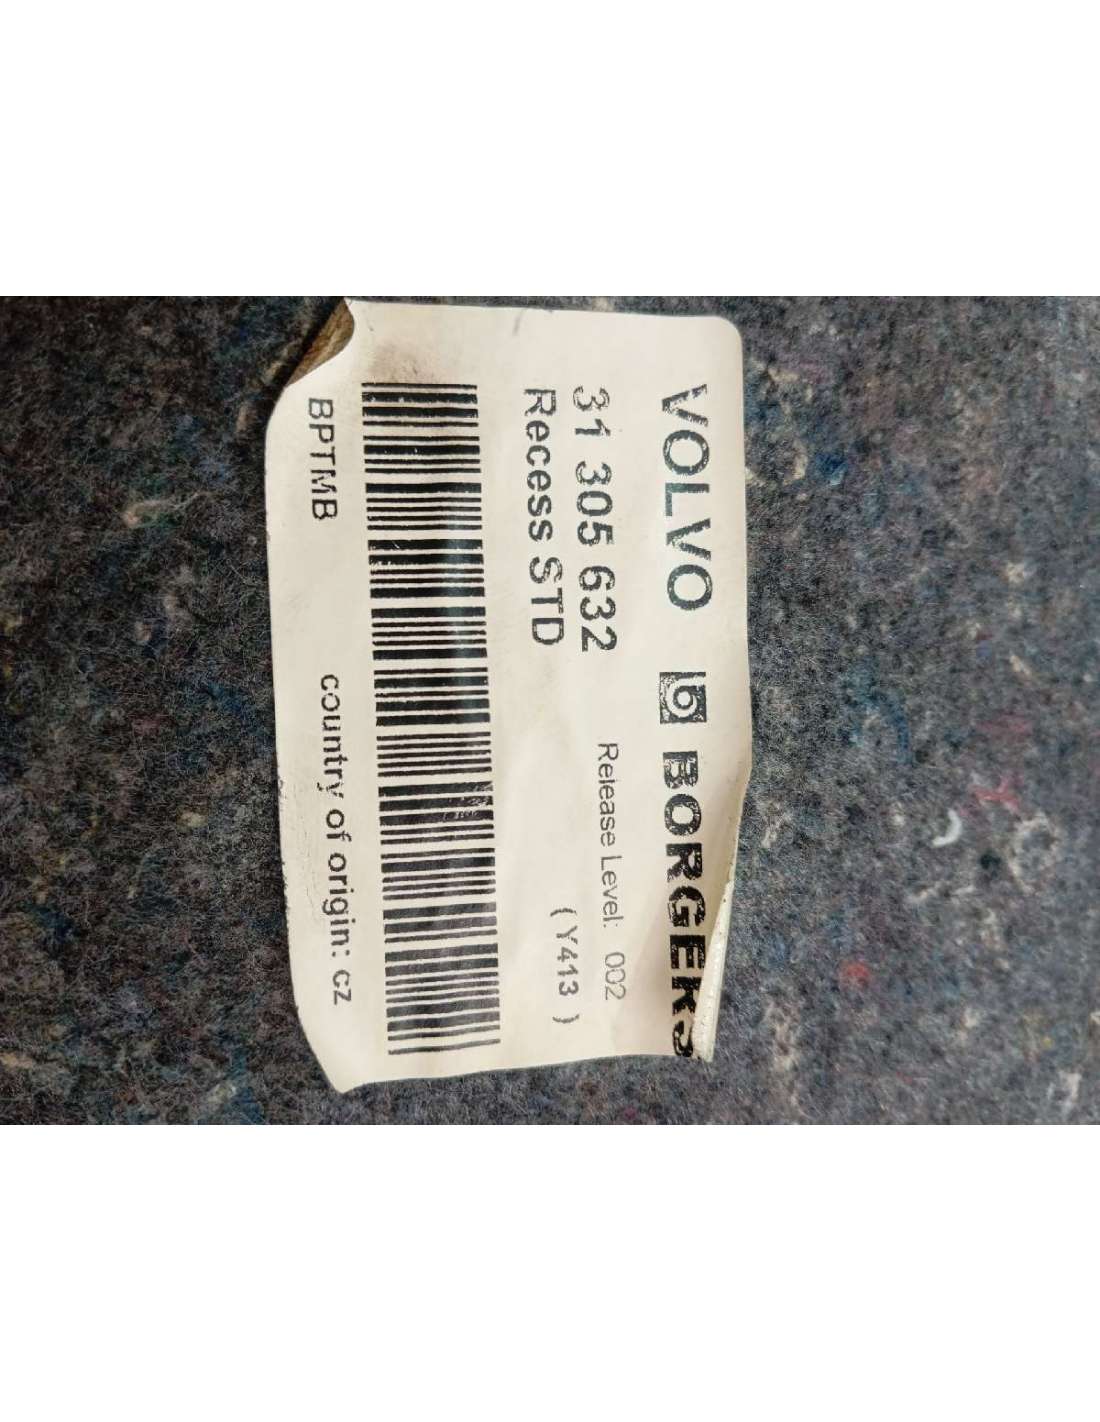 VOLVO b BORGERS
31 305 632 Release Level: 002
Recess STD ( Y413 )
BPTMB country of origin: cz